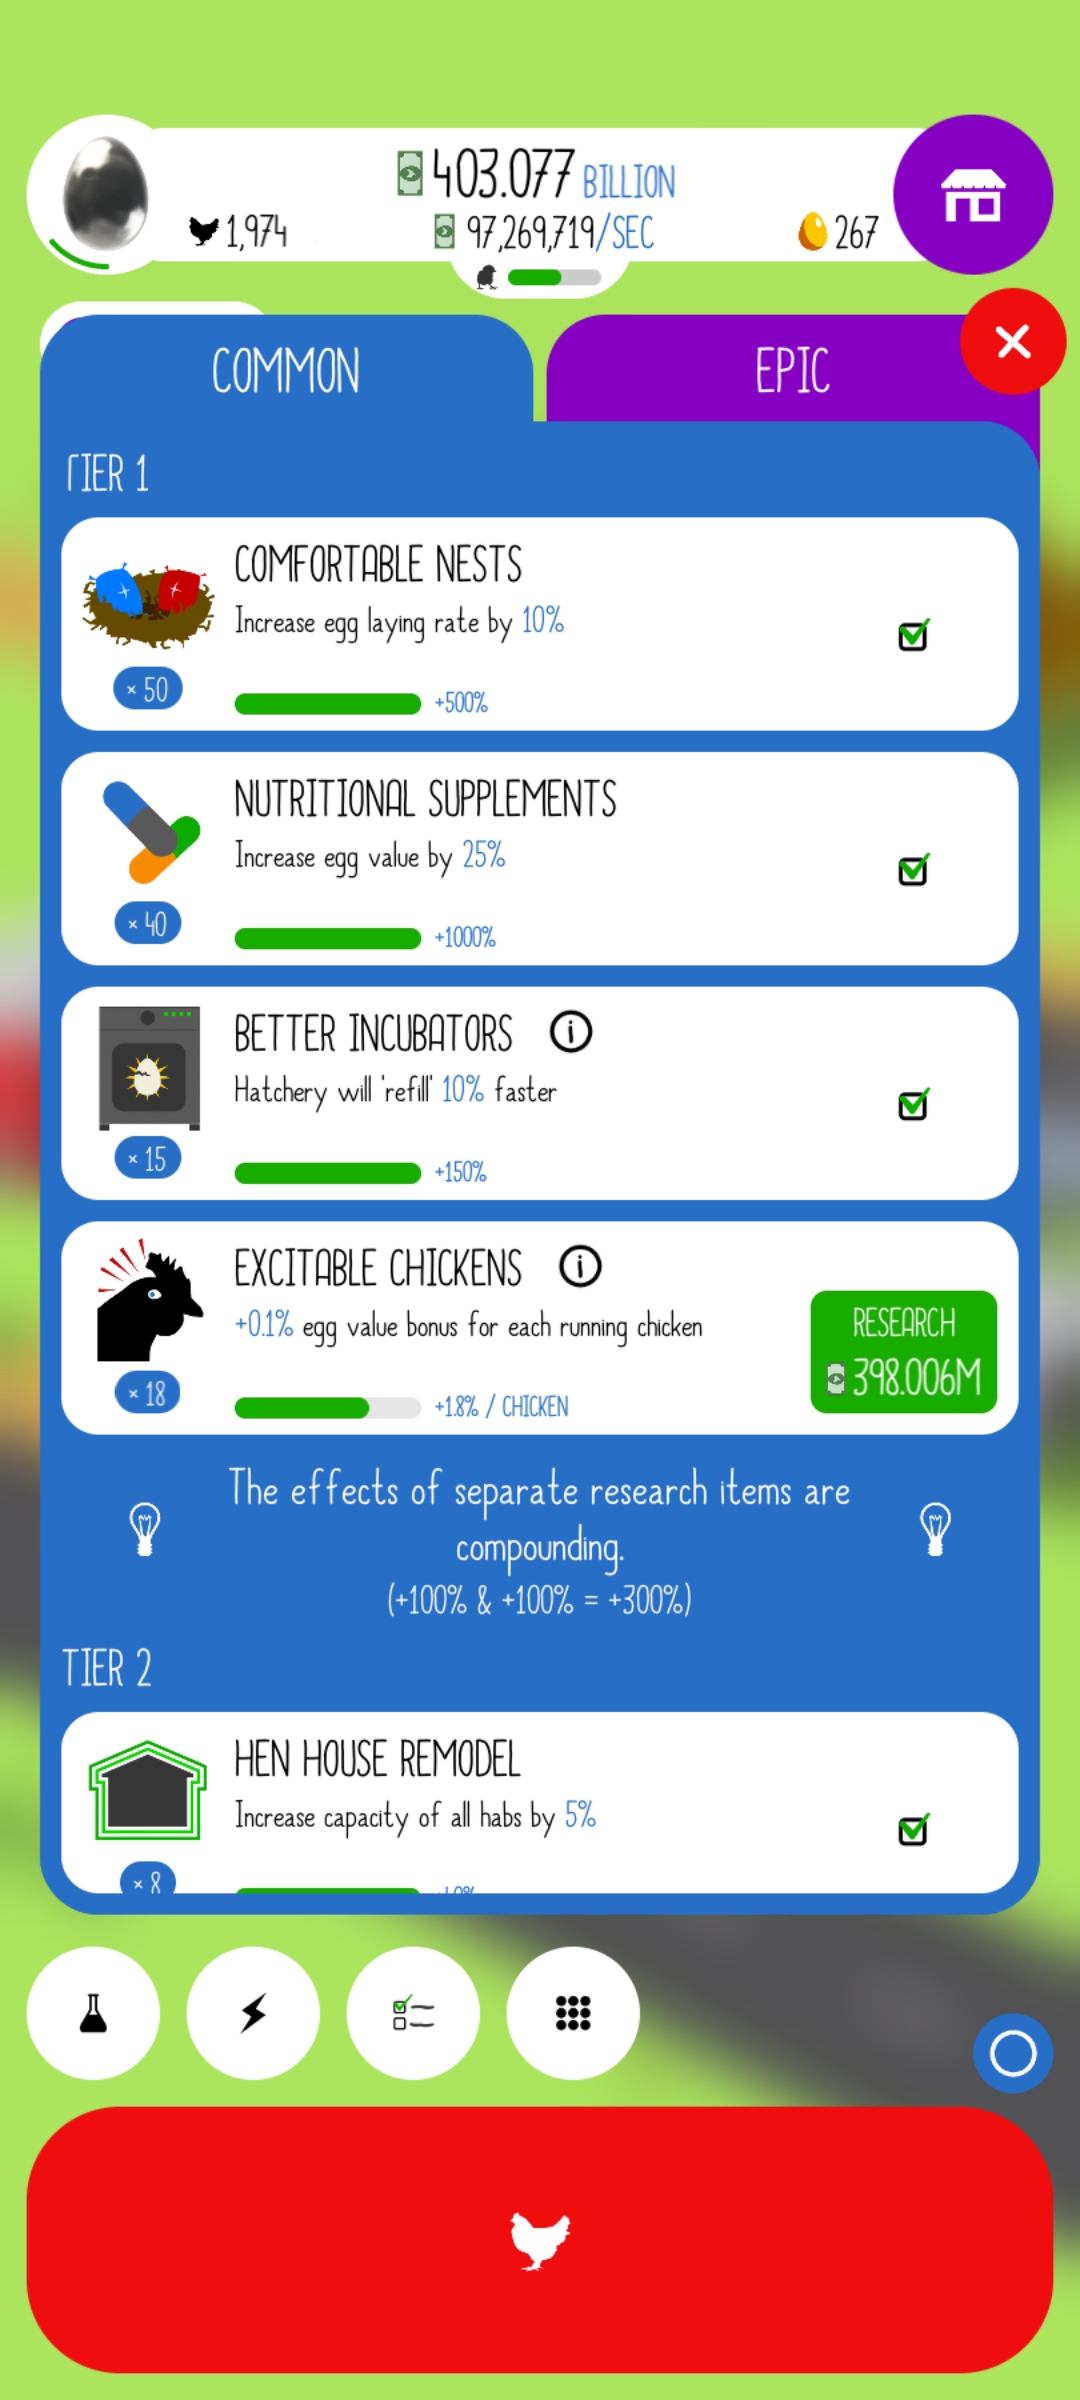 403.077 BILLION
1,974
97,269,719/SEC
267
COMMON
EPIC
TIER 1
COMFORTABLE NESTS
Increase egg laying rate by 10%
× 50
+500%
NUTRITIONAL SUPPLEMENTS
Increase egg value by 25%
× 40
+1000%
BETTER INCUBATORS i
Hatchery will 'refill' 10% faster
× 15
+150%
EXCITABLE CHICKENS i
+0.1% egg value bonus for each running chicken
RESEARCH
398.006M
× 18
+1.8% / CHICKEN
The effects of separate research items are
compounding.
(+100% & +100% = +300%)
TIER 2
HEN HOUSE REMODEL
Increase capacity of all habs by 5%
× 8